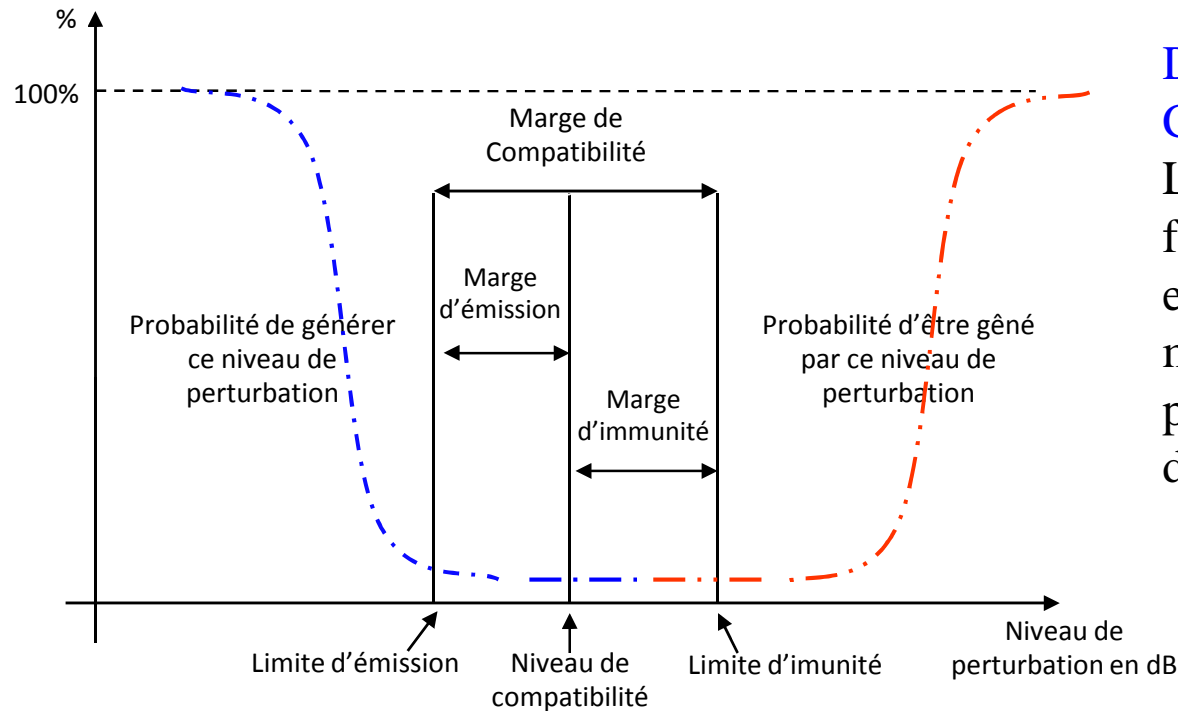 %
100%
Marge de
Compatibilité
Marge
d'émission
Probabilité de générer
ce niveau de
perturbation
Probabilité d'être gêné
par ce niveau de
perturbation
Marge
d'immunité
Limite d'émission
Niveau de
compatibilité
Limite d'imunité
Niveau de
perturbation en dB